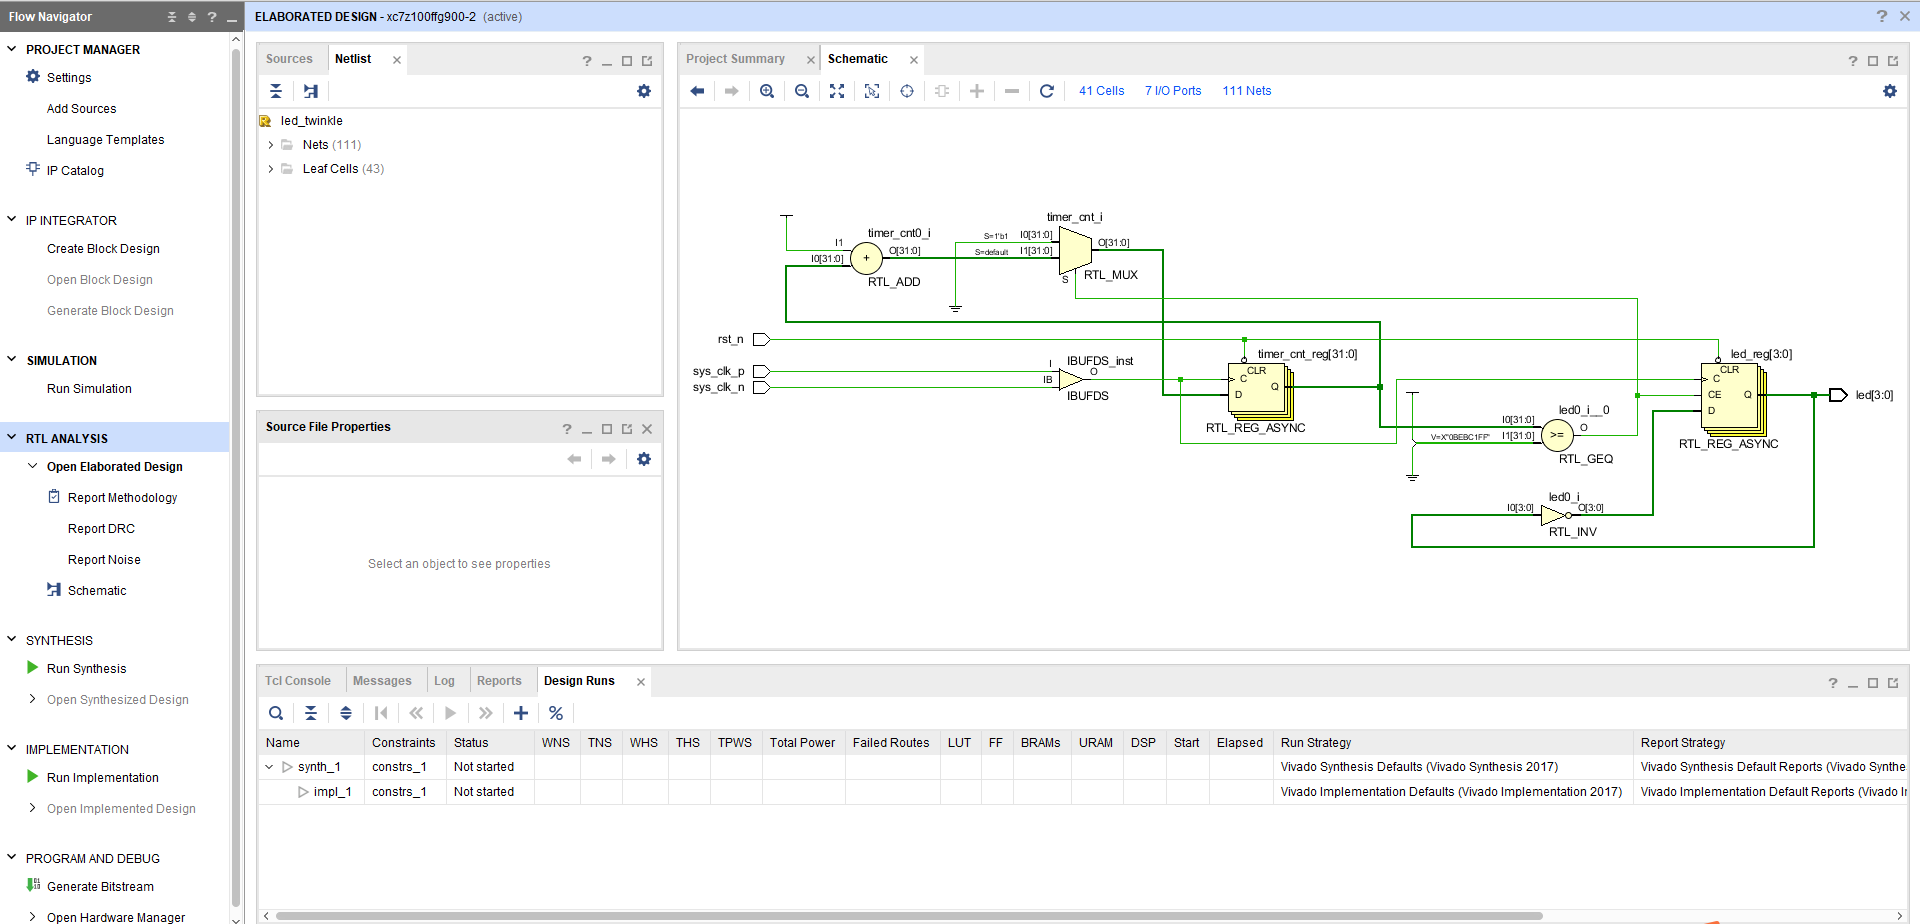 Flow Navigator
?
PROJECT MANAGER
Settings
Add Sources
Language Templates
IP Catalog
IP INTEGRATOR
Create Block Design
Open Block Design
Generate Block Design
SIMULATION
Run Simulation
RTL ANALYSIS
Open Elaborated Design
Report Methodology
Report DRC
Report Noise
Schematic
SYNTHESIS
Run Synthesis
Open Synthesized Design
IMPLEMENTATION
Run Implementation
Open Implemented Design
PROGRAM AND DEBUG
Generate Bitstream
Open Hardware Manager
ELABORATED DESIGN - xc7z100ffg900-2 (active)
?
Sources
Netlist
?
led_twinkle
Nets (111)
Leaf Cells (43)
Source File Properties
?
Select an object to see properties
Project Summary
Schematic
?
41 Cells
7 I/O Ports
111 Nets
timer_cnt0_i
I1
I0[31:0]
+
O[31:0]
RTL_ADD
timer_cnt_i
S=1'b1
I0[31:0]
S=default
I1[31:0]
O[31:0]
S
RTL_MUX
rst_n
sys_clk_p
sys_clk_n
I
IB
IBUFDS_inst
O
IBUFDS
timer_cnt_reg[31:0]
CLR
C
D
Q
RTL_REG_ASYNC
led0_i__0
I0[31:0]
V=X"0BEBC1FF"
I1[31:0]
>=
O
RTL_GEQ
led0_i
I0[3:0]
O[3:0]
RTL_INV
led_reg[3:0]
CLR
C
CE
D
Q
RTL_REG_ASYNC
led[3:0]
Tcl Console
Messages
Log
Reports
Design Runs
?
%
Name Constraints Status WNS TNS WHS THS TPWS Total Power Failed Routes LUT FF BRAMs URAM DSP Start Elapsed Run Strategy Report Strategy
synth_1 constrs_1 Not started Vivado Synthesis Defaults (Vivado Synthesis 2017) Vivado Synthesis Default Reports (Vivado Synthe
impl_1 constrs_1 Not started Vivado Implementation Defaults (Vivado Implementation 2017) Vivado Implementation Default Reports (Vivado I